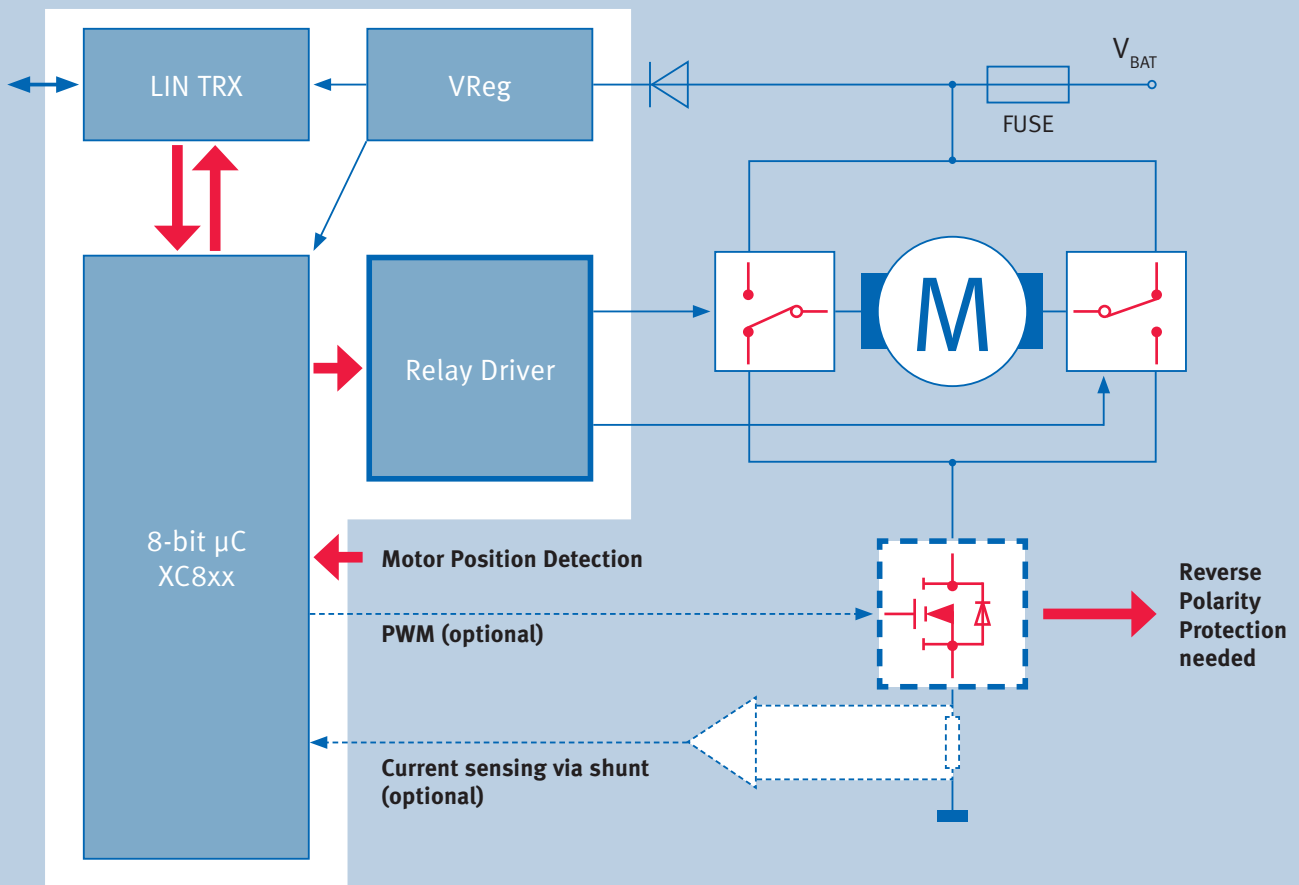 LIN TRX
VReg
V BAT
FUSE
M
Relay Driver
8-bit µC
XC8xx
Motor Position Detection
PWM (optional)
Reverse
Polarity
Protection
needed
Current sensing via shunt
(optional)